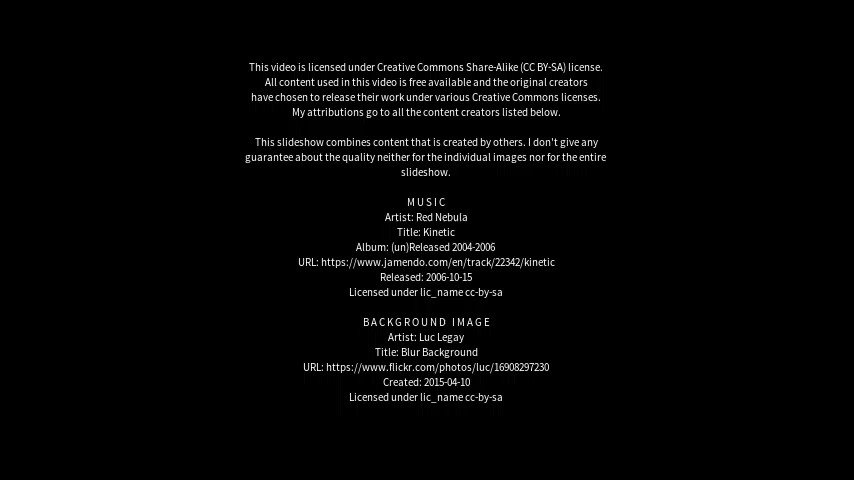 This video is licensed under Creative Commons Share-Alike (CC BY-SA) license.
All content used in this video is free available and the original creators
have chosen to release their work under various Creative Commons licenses.
My attributions go to all the content creators listed below.
This slideshow combines content that is created by others. I don't give any
guarantee about the quality neither for the individual images nor for the entire
slideshow.
M U S I C
Artist: Red Nebula
Title: Kinetic
Album: (un)Released 2004-2006
URL: https://www.jamendo.com/en/track/22342/kinetic
Released: 2006-10-15
Licensed under lic_name cc-by-sa
B A C K G R O U N D   I M A G E
Artist: Luc Legay
Title: Blur Background
URL: https://www.flickr.com/photos/luc/16908297230
Created: 2015-04-10
Licensed under lic_name cc-by-sa